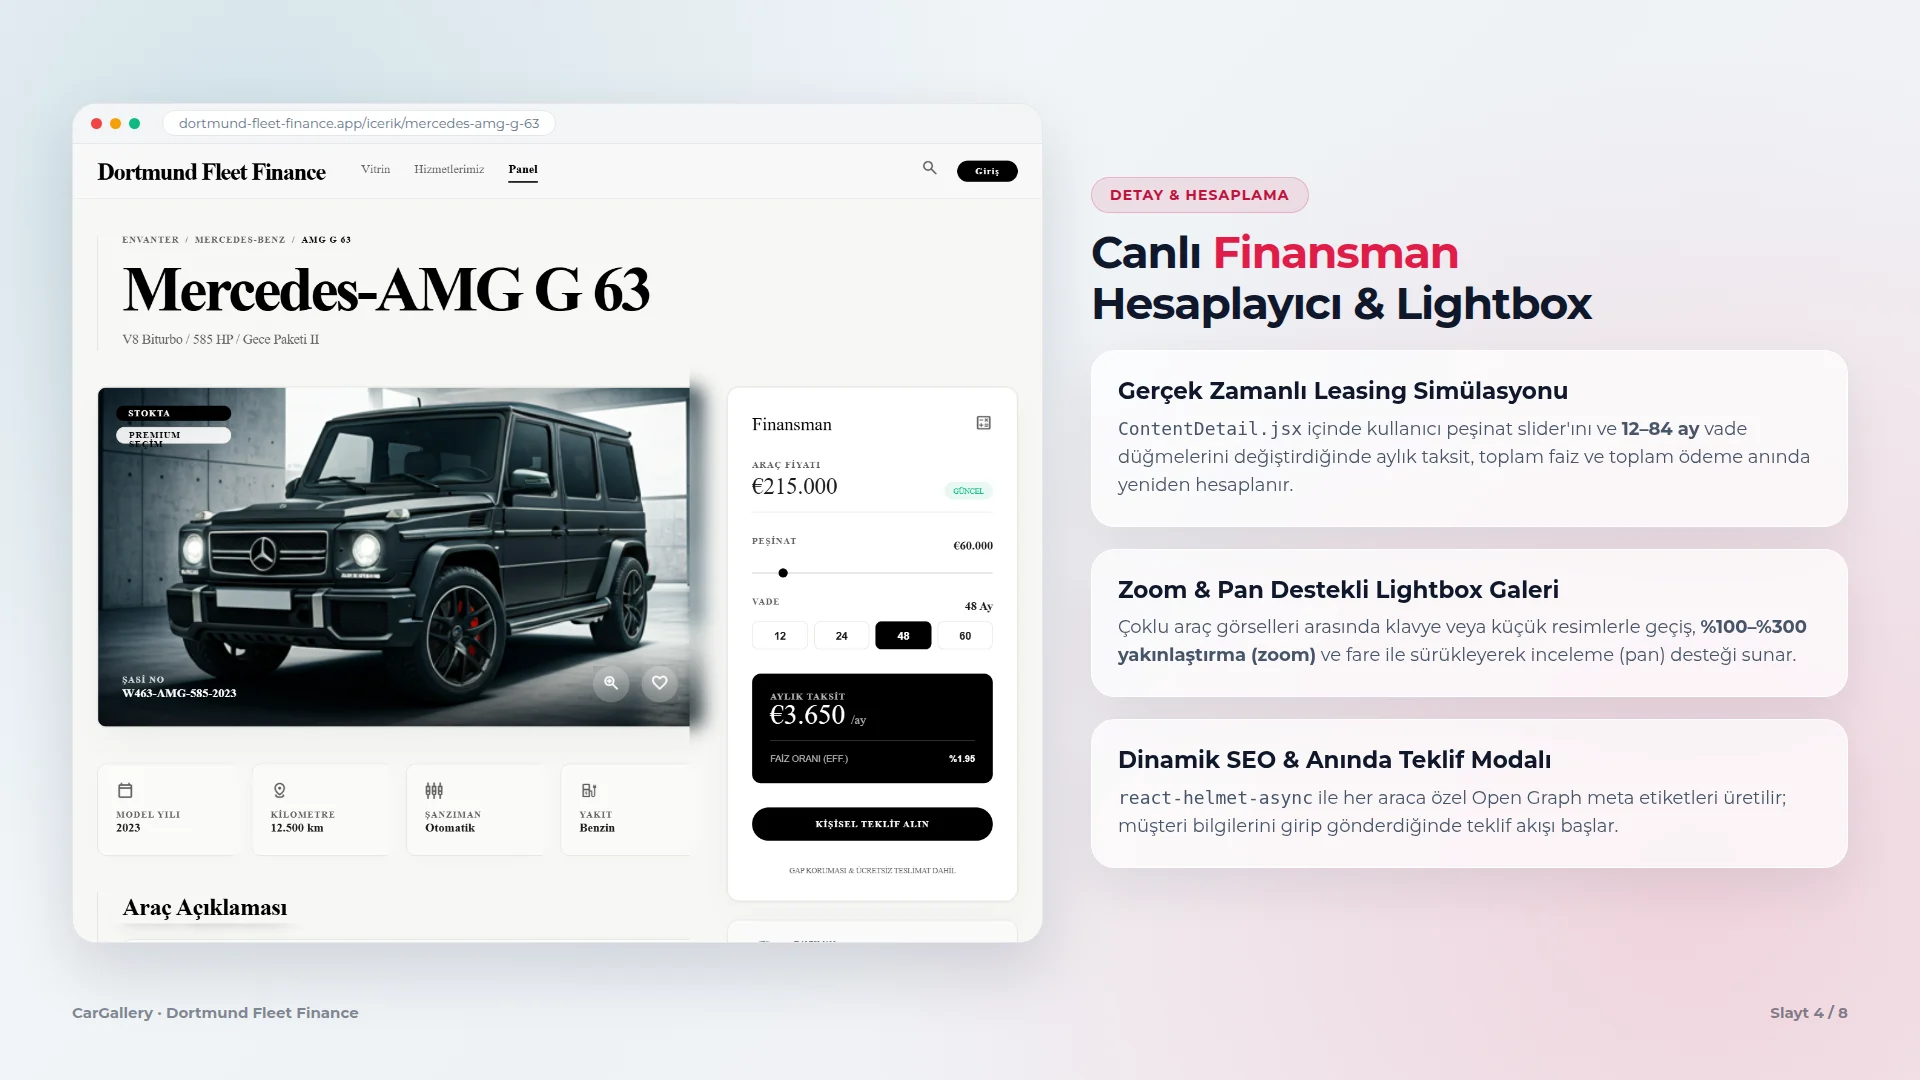 dortmund-fleet-finance.app/icerik/mercedes-amg-g-63
Dortmund Fleet Finance
Vitrin
Hizmetlerimiz
Panel
Giriş
ENVANTER / MERCEDES-BENZ / AMG G 63
Mercedes-AMG G 63
V8 Biturbo / 585 HP / Gece Paketi II
STOKTA
PREMIUM
SEÇİM
ŞASİ NO
W463-AMG-585-2023
MODEL YILI
2023
KİLOMETRE
12.500 km
ŞANZIMAN
Otomatik
YAKIT
Benzin
Araç Açıklaması
Finansman
ARAÇ FİYATI
€215.000
GÜNCEL
PEŞİNAT
€60.000
VADE
48 Ay
12
24
48
60
AYLIK TAKSİT
€3.650 /ay
FAİZ ORANI (EFF.)
%1.95
KİŞİSEL TEKLİF ALIN
GAP KORUMASI & ÜCRETSİZ TESLİMAT DAHİL
DETAY & HESAPLAMA
Canlı Finansman
Hesaplayıcı & Lightbox
Gerçek Zamanlı Leasing Simülasyonu
ContentDetail.jsx içinde kullanıcı peşinat slider'ını ve 12–84 ay vade
düğmelerini değiştirdiğinde aylık taksit, toplam faiz ve toplam ödeme anında
yeniden hesaplanır.
Zoom & Pan Destekli Lightbox Galeri
Çoklu araç görselleri arasında klavye veya küçük resimlerle geçiş, %100–%300
yakınlaştırma (zoom) ve fare ile sürükleyerek inceleme (pan) desteği sunar.
Dinamik SEO & Anında Teklif Modalı
react-helmet-async ile her araca özel Open Graph meta etiketleri üretilir;
müşteri bilgilerini girip gönderdiğinde teklif akışı başlar.
CarGallery · Dortmund Fleet Finance
Slayt 4 / 8